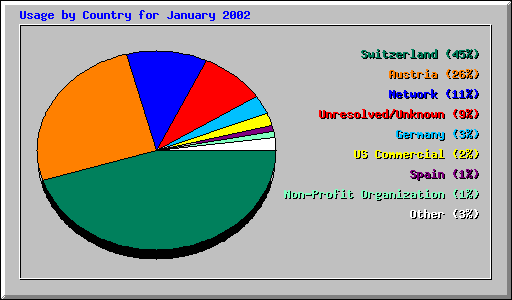 Usage by Country for January 2002
Switzerland (45%)
Austria (26%)
Network (11%)
Unresolved/Unknown (9%)
Germany (3%)
US Commercial (2%)
Spain (1%)
Non-Profit Organization (1%)
Other (3%)